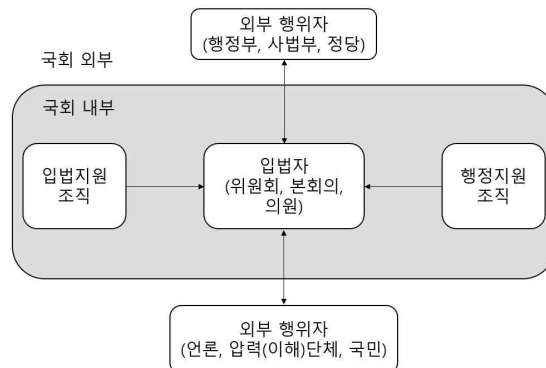 외부 행위자
(행정부, 사법부, 정당)
국회 외부
국회 내부
입법지원
조직
입법자
(위원회, 본회의,
의원)
행정지원
조직
외부 행위자
(언론, 압력(이해)단체, 국민)